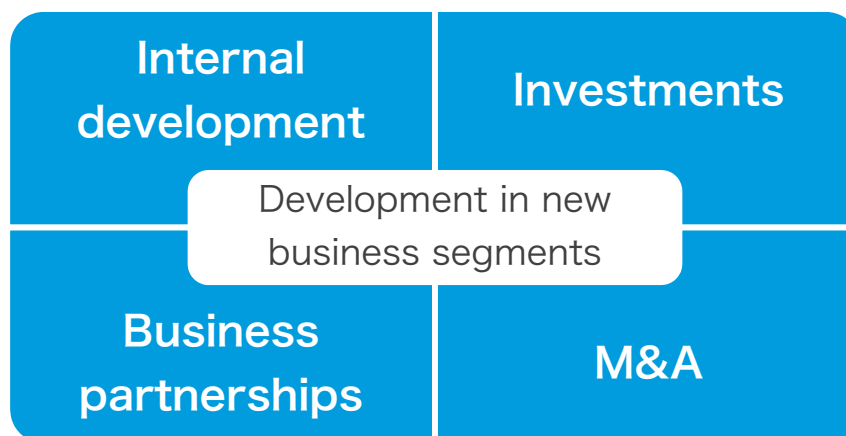 Internal
development
Investments
Development in new
business segments
Business
partnerships
M&A